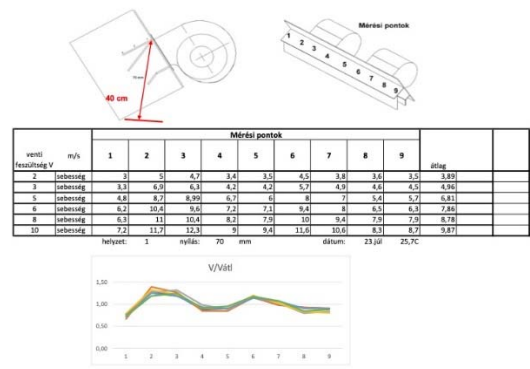 Mérési pontok
1 2 3 4 5 6 7 8 9
40 cm
Mérési pontok
venti feszültség V m/s 1 2 3 4 5 6 7 8 9 átlag
2 sebesség 3 5 4,7 3,4 3,5 4,5 3,8 3,6 3,5 3,89
3 sebesség 3,3 6,9 6,3 4,2 4,2 5,7 4,9 4,6 4,5 4,96
5 sebesség 4,8 8,7 8,99 6,7 6 8 7 5,4 5,7 6,81
6 sebesség 6,2 10,4 9,6 7,2 7,1 9,4 8 6,5 6,3 7,86
8 sebesség 6,3 11 10,4 8,2 7,9 10 9,4 7,9 7,9 8,78
10 sebesség 7,2 11,7 12,3 9 9,4 11,6 10,6 8,3 8,7 9,87
helyzet: 1 nyílás: 70 mm dátum: 23.júl 25,7C
V/Vátl
1,50
1,00
0,50
0,00
1 2 3 4 5 6 7 8 9